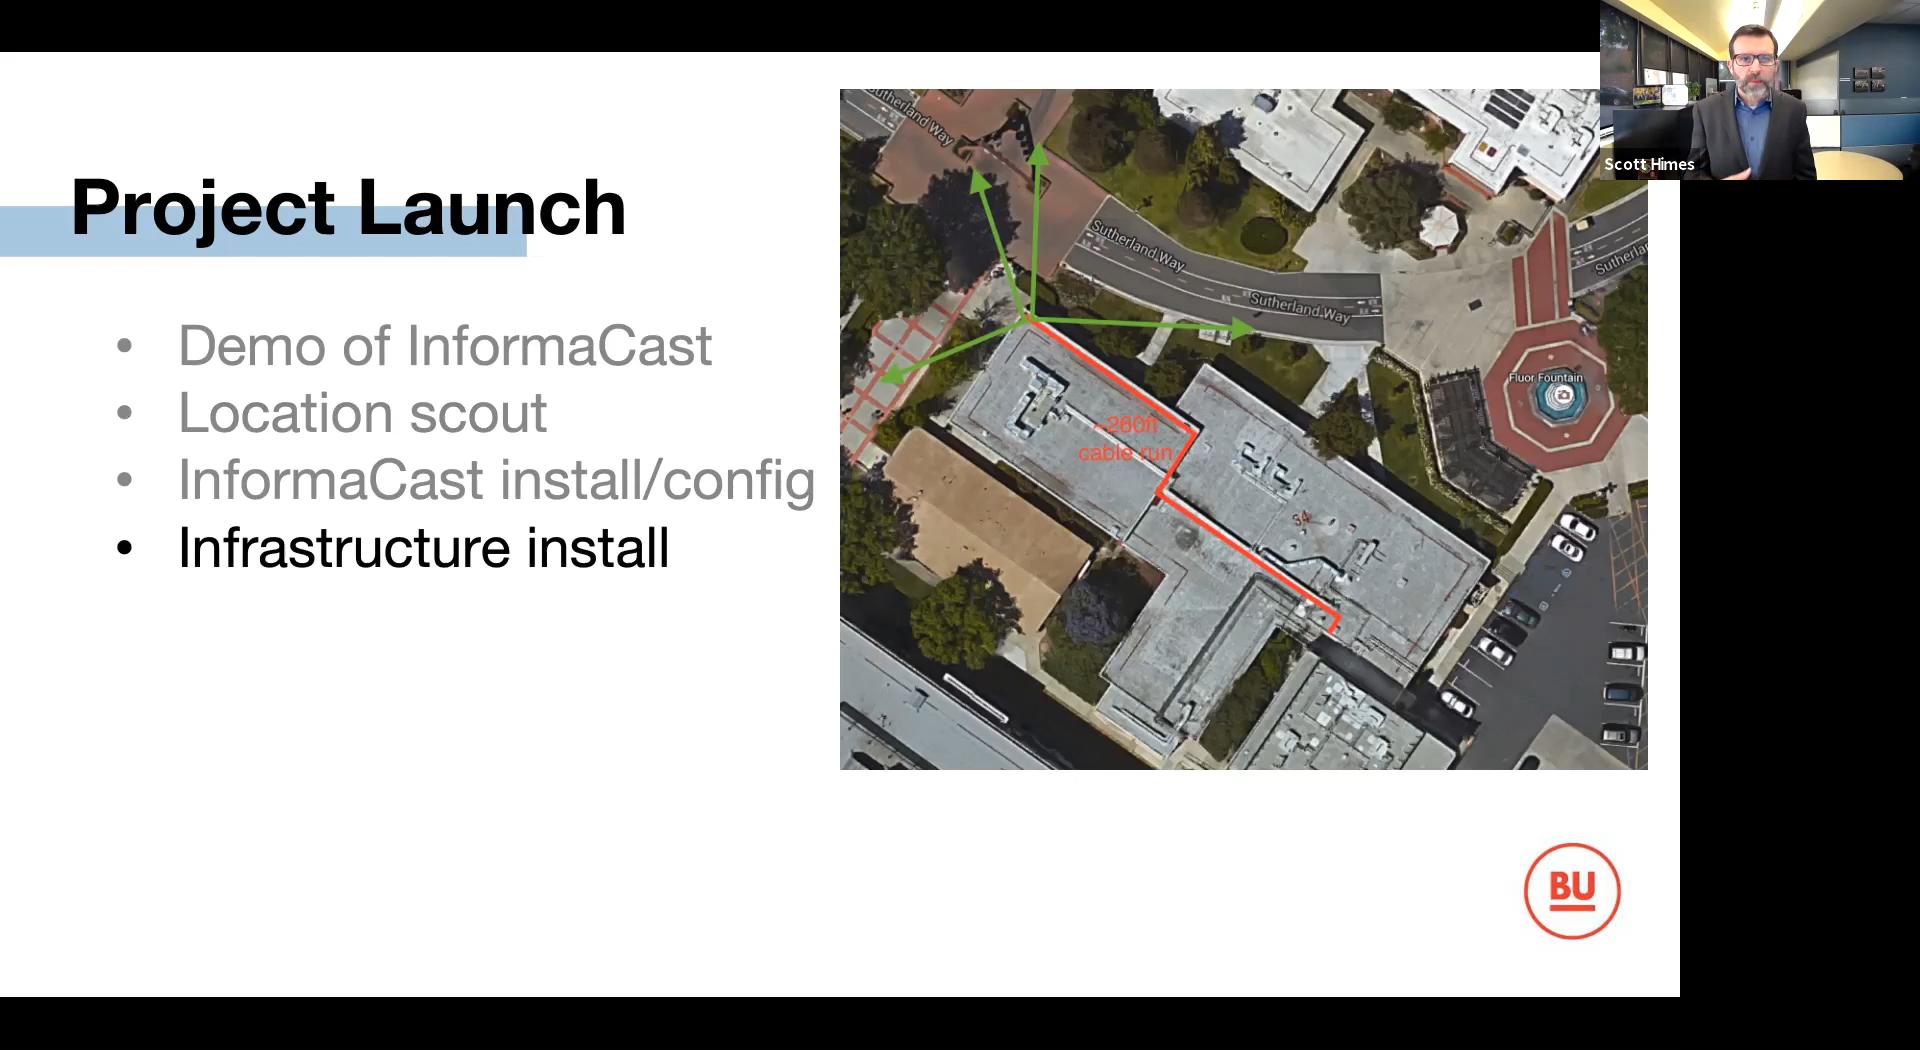 Project Launch
Demo of InformaCast
Location scout
InformaCast install/config
Infrastructure install
Sutherland Way
Sutherland Way
Sutherland Way
Fluor Fountain
~260ft
cable run
34
BU
Scott Himes